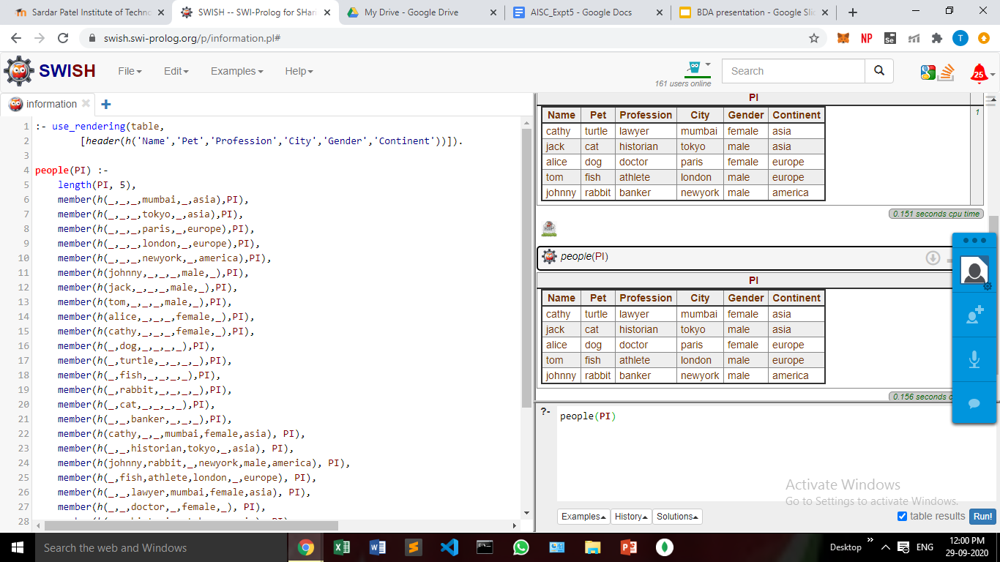 Sardar Patel Institute of Techno
SWISH -- SWI-Prolog for SHar
My Drive - Google Drive
AISC_Expt5 - Google Docs
BDA presentation - Google Slid
swish.swi-prolog.org/p/information.pl#
NP
Se
T
SWISH
File
Edit
Examples
Help
161 users online
Search
25
information
1 :- use_rendering(table,
2 [header(h('Name','Pet','Profession','City','Gender','Continent'))]).
3
4 people(PI) :-
5 length(PI, 5),
6 member(h(_,_,_,mumbai,_,asia),PI),
7 member(h(_,_,_,tokyo,_,asia),PI),
8 member(h(_,_,_,paris,_,europe),PI),
9 member(h(_,_,_,london,_,europe),PI),
10 member(h(_,_,_,newyork,_,america),PI),
11 member(h(johnny,_,_,_,male,_),PI),
12 member(h(jack,_,_,_,male,_),PI),
13 member(h(tom,_,_,_,male,_),PI),
14 member(h(alice,_,_,_,female,_),PI),
15 member(h(cathy,_,_,_,female,_),PI),
16 member(h(_,dog,_,_,_,_),PI),
17 member(h(_,turtle,_,_,_,_),PI),
18 member(h(_,fish,_,_,_,_),PI),
19 member(h(_,rabbit,_,_,_,_),PI),
20 member(h(_,cat,_,_,_,_),PI),
21 member(h(_,_,banker,_,_,_),PI),
22 member(h(cathy,_,_,mumbai,female,asia), PI),
23 member(h(_,_,historian,tokyo,_,asia), PI),
24 member(h(johnny,rabbit,_,newyork,male,america), PI),
25 member(h(_,fish,athlete,london,_,europe), PI),
26 member(h(_,_,lawyer,mumbai,female,asia), PI),
27 member(h(_,_,doctor,_,female,_), PI),
28
PI
Name Pet Profession City Gender Continent
cathy turtle lawyer mumbai female asia
jack cat historian tokyo male asia
alice dog doctor paris female europe
tom fish athlete london male europe
johnny rabbit banker newyork male america
1
0.151 seconds cpu time
RIP
people(PI)
PI
Name Pet Profession City Gender Continent
cathy turtle lawyer mumbai female asia
jack cat historian tokyo male asia
alice dog doctor paris female europe
tom fish athlete london male europe
johnny rabbit banker newyork male america
0.156 seconds
?- people(PI)
Activate Windows
Go to Settings to activate Windows.
Examples
History
Solutions
table results
Run!
Search the web and Windows
Desktop
ENG
12:00 PM
29-09-2020